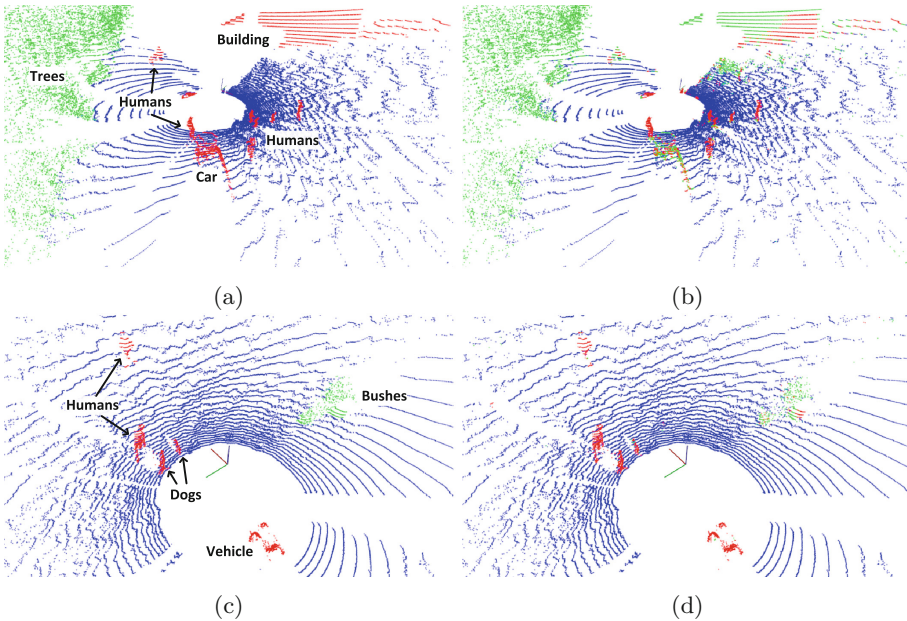 Building
Trees
Humans
Humans
Car
(a)
(b)
Humans
Bushes
Dogs
Vehicle
(c)
(d)